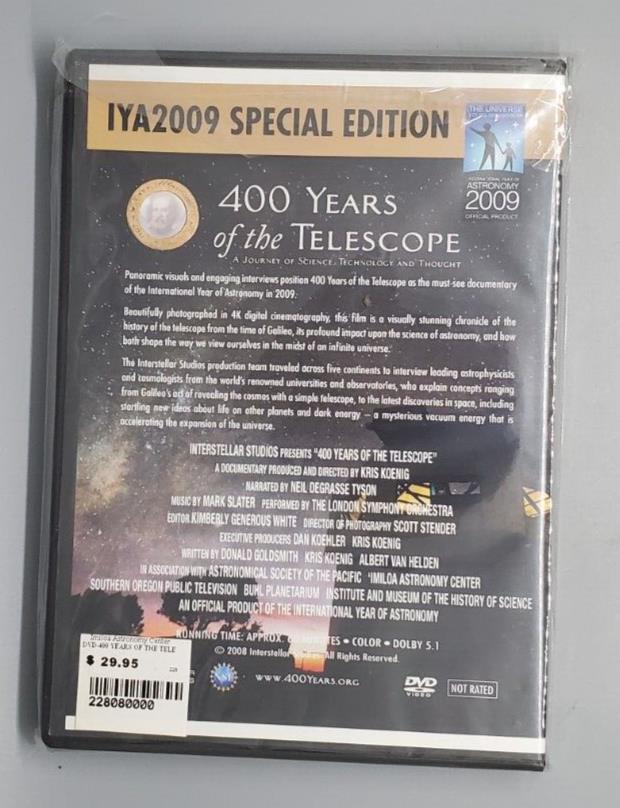 IYA2009 SPECIAL EDITION
THE UNIVERSE
ASTRONOMY
2009
OFFICIAL PRODUCT
400 YEARS
of the TELESCOPE
A JOURNEY OF SCIENCE, TECHNOLOGY AND THOUGHT
Panoramic visuals and engaging interviews position 400 Years of the Telescope as the must-see documentary
of the International Year of Astronomy in 2009.
Beautifully photographed in 4K digital cinematography, this film is a visually stunning chronicle of the
history of the telescope from the time of Galileo, its profound impact upon the science of astronomy, and how
both shape the way we view ourselves in the midst of an infinite universe.
The Interstellar Studios production team traveled across five continents to interview leading astrophysicists
and cosmologists from the world's renowned universities and observatories, who explain concepts ranging
from Galileo's act of revealing the cosmos with a simple telescope, to the latest discoveries in space, including
startling new ideas about life on other planets and dark energy – a mysterious vacuum energy that is
accelerating the expansion of the universe.
INTERSTELLAR STUDIOS PRESENTS "400 YEARS OF THE TELESCOPE"
A DOCUMENTARY PRODUCED AND DIRECTED BY KRIS KOENIG
NARRATED BY NEIL DEGRASSE TYSON
MUSIC BY MARK SLATER PERFORMED BY THE LONDON SYMPHONY ORCHESTRA
EDITOR KIMBERLY GENEROUS WHITE DIRECTOR OF PHOTOGRAPHY SCOTT STENDER
EXECUTIVE PRODUCERS DAN KOEHLER KRIS KOENIG
WRITTEN BY DONALD GOLDSMITH KRIS KOENIG ALBERT VAN HELDEN
IN ASSOCIATION WITH ASTRONOMICAL SOCIETY OF THE PACIFIC 'IMILOA ASTRONOMY CENTER
SOUTHERN OREGON PUBLIC TELEVISION BUHL PLANETARIUM INSTITUTE AND MUSEUM OF THE HISTORY OF SCIENCE
AN OFFICIAL PRODUCT OF THE INTERNATIONAL YEAR OF ASTRONOMY
RUNNING TIME: APPROX. MINUTES • COLOR • DOLBY 5.1
© 2008 Interstellar All Rights Reserved.
NSF
WWW.400YEARS.ORG
DVD
VIDEO
NOT RATED
Imiloa Astronomy Center
DVD-400 YEARS OF THE TELE
$ 29.95
228080000